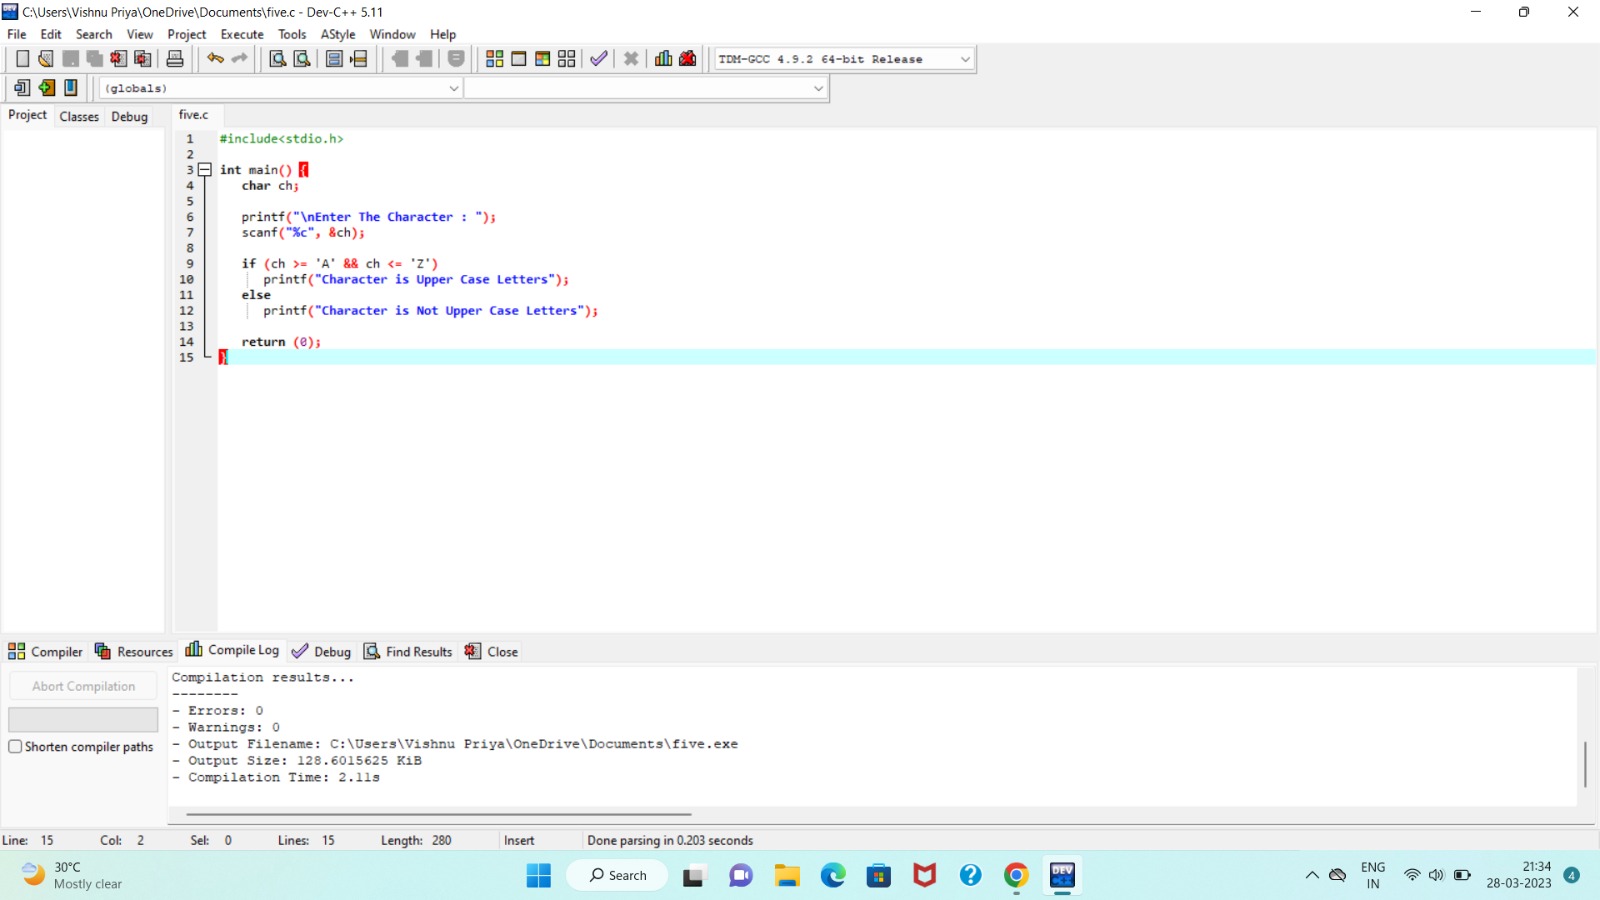 C:\Users\Vishnu Priya\OneDrive\Documents\five.c - Dev-C++ 5.11
File Edit Search View Project Execute Tools AStyle Window Help
TDM-GCC 4.9.2 64-bit Release
(globals)
Project Classes Debug five.c
1 #include<stdio.h>
2
3 int main() {
4 char ch;
5
6 printf("\nEnter The Character : ");
7 scanf("%c", &ch);
8
9 if (ch >= 'A' && ch <= 'Z')
10 printf("Character is Upper Case Letters");
11 else
12 printf("Character is Not Upper Case Letters");
13
14 return (0);
15 }
Compiler Resources Compile Log Debug Find Results Close
Abort Compilation
Shorten compiler paths
Compilation results...
--------
- Errors: 0
- Warnings: 0
- Output Filename: C:\Users\Vishnu Priya\OneDrive\Documents\five.exe
- Output Size: 128.6015625 KiB
- Compilation Time: 2.11s
Line: 15 Col: 2 Sel: 0 Lines: 15 Length: 280 Insert Done parsing in 0.203 seconds
30°C
Mostly clear
Search
DEV
ENG
IN
21:34
28-03-2023
4